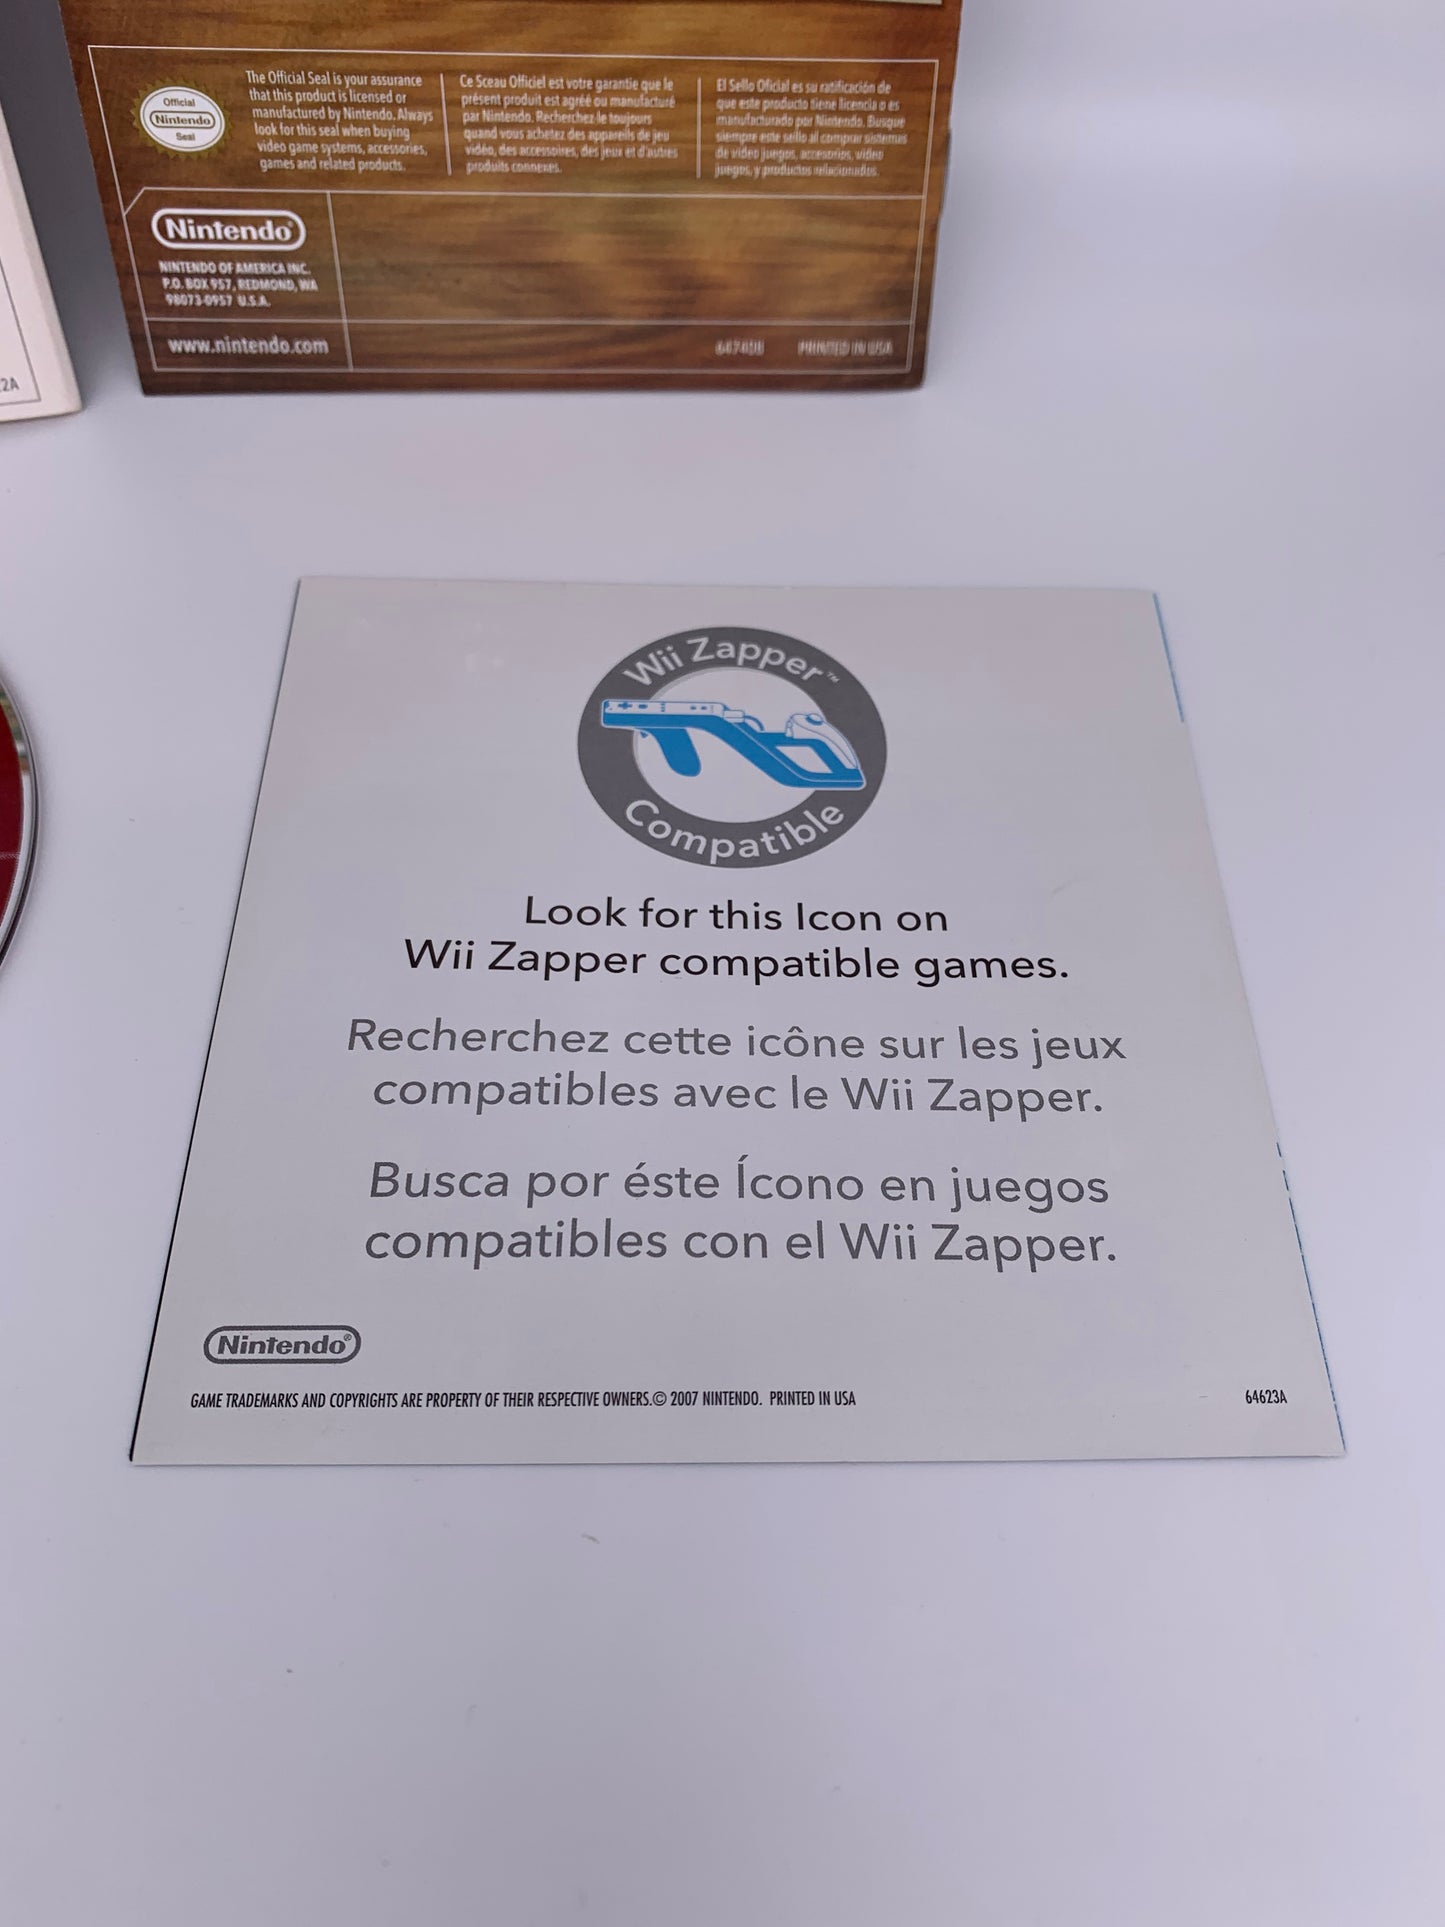 Official
Nintendo
Seal
The Official Seal is your assurance
that this product is licensed or
manufactured by Nintendo. Always
look for this seal when buying
video game systems, accessories,
games and related products.
Ce Sceau Officiel est votre garantie que le
présent produit est agréé ou manufacturé
par Nintendo. Recherchez-le toujours
quand vous achetez des appareils de jeu
vidéo, des accessoires, des jeux et d'autres
produits connexes.
El Sello Oficial es su ratificación de
que este producto tiene licencia o es
manufacturado por Nintendo. Busque
siempre este sello al comprar sistemas
de video juegos, accesorios, video
juegos, y productos relacionados.
Nintendo®
NINTENDO OF AMERICA INC.
P.O. BOX 957, REDMOND, WA
98073-0957 U.S.A.
www.nintendo.com
PRINTED IN USA
2A
Wii Zapper™
Compatible
Look for this Icon on
Wii Zapper compatible games.
Recherchez cette icône sur les jeux
compatibles avec le Wii Zapper.
Busca por éste Ícono en juegos
compatibles con el Wii Zapper.
Nintendo®
GAME TRADEMARKS AND COPYRIGHTS ARE PROPERTY OF THEIR RESPECTIVE OWNERS.© 2007 NINTENDO. PRINTED IN USA
64623A